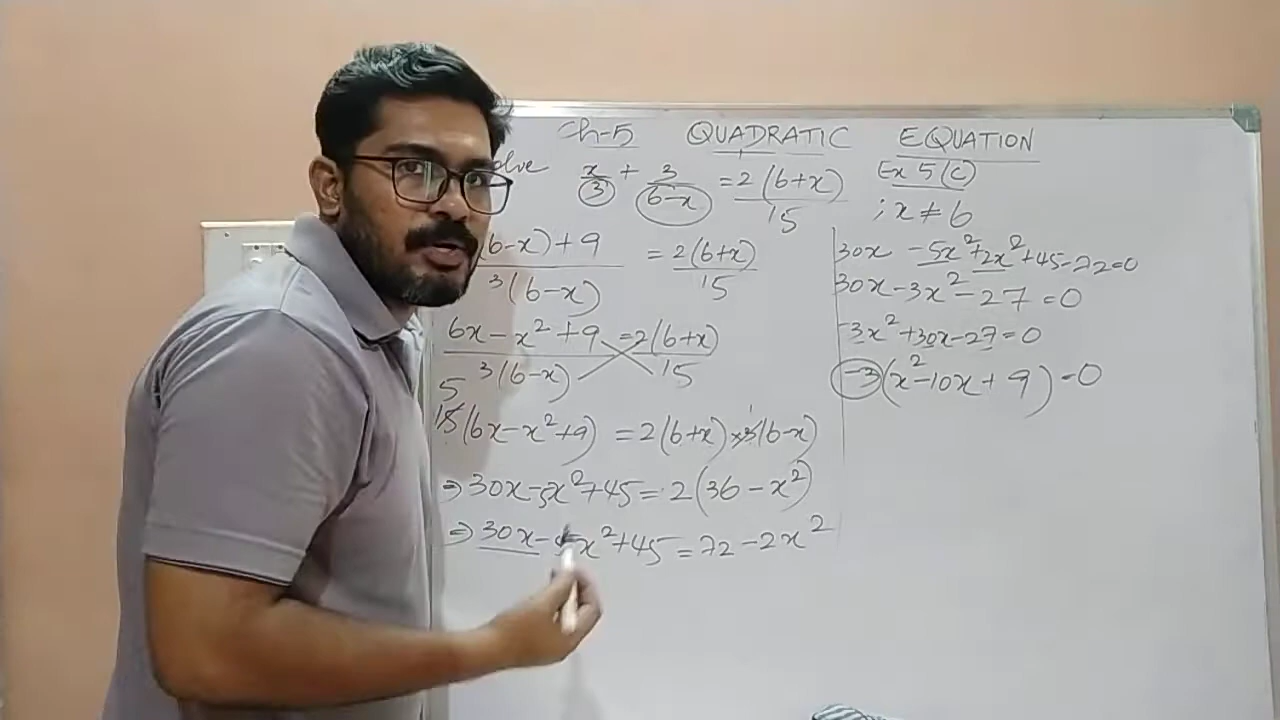 Ch-5 QUADRATIC EQUATION
x/3 + 3/(6-x) = 2(6+x)/15 Ex 5(C)
; x ≠ 6
(6-x)+9 / 3(6-x) = 2(6+x)/15
6x-x²+9 / 3(6-x) = 2(6+x)/15
5
15(6x-x²+9) = 2(6+x)×3(6-x)
⇒ 30x-5x²+45 = 2(36-x²)
⇒ 30x-5x²+45 = 72-2x²
30x -5x²+2x²+45-72=0
30x-3x²-27=0
-3x²+30x-27=0
-3(x²-10x+9)=0